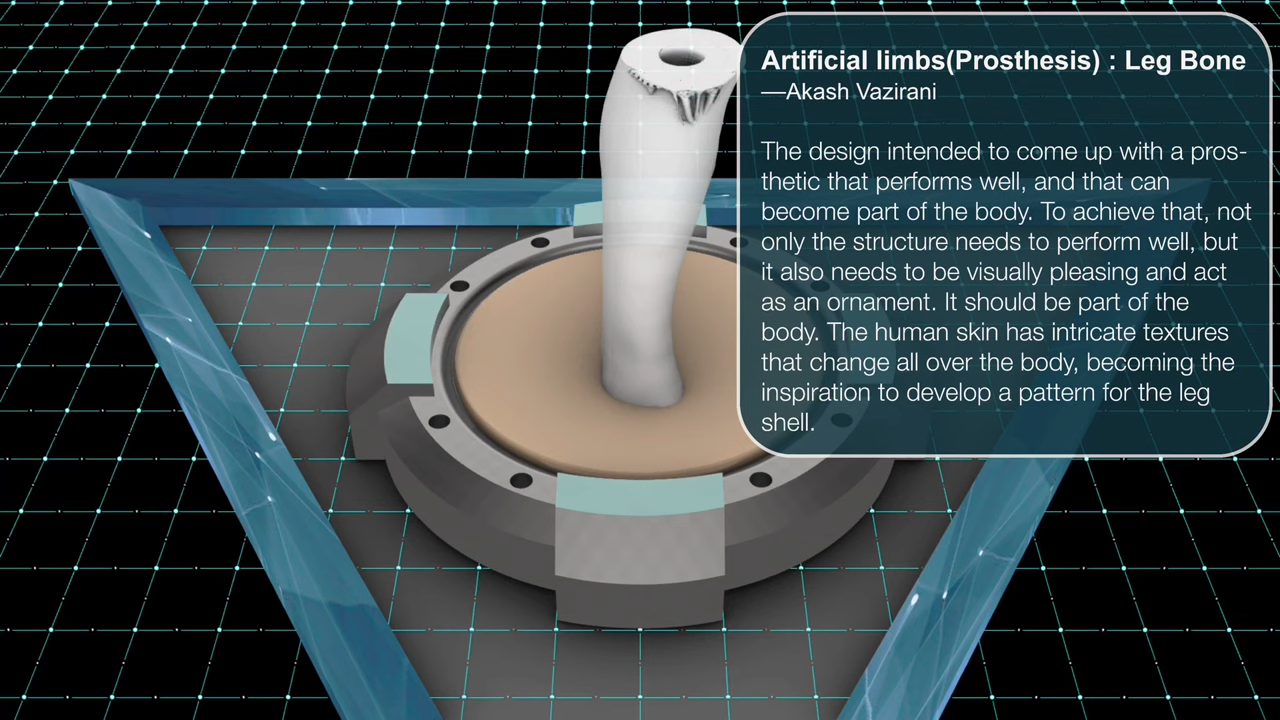 Artificial limbs(Prosthesis) : Leg Bone
—Akash Vazirani
The design intended to come up with a pros-
thetic that performs well, and that can
become part of the body. To achieve that, not
only the structure needs to perform well, but
it also needs to be visually pleasing and act
as an ornament. It should be part of the
body. The human skin has intricate textures
that change all over the body, becoming the
inspiration to develop a pattern for the leg
shell.